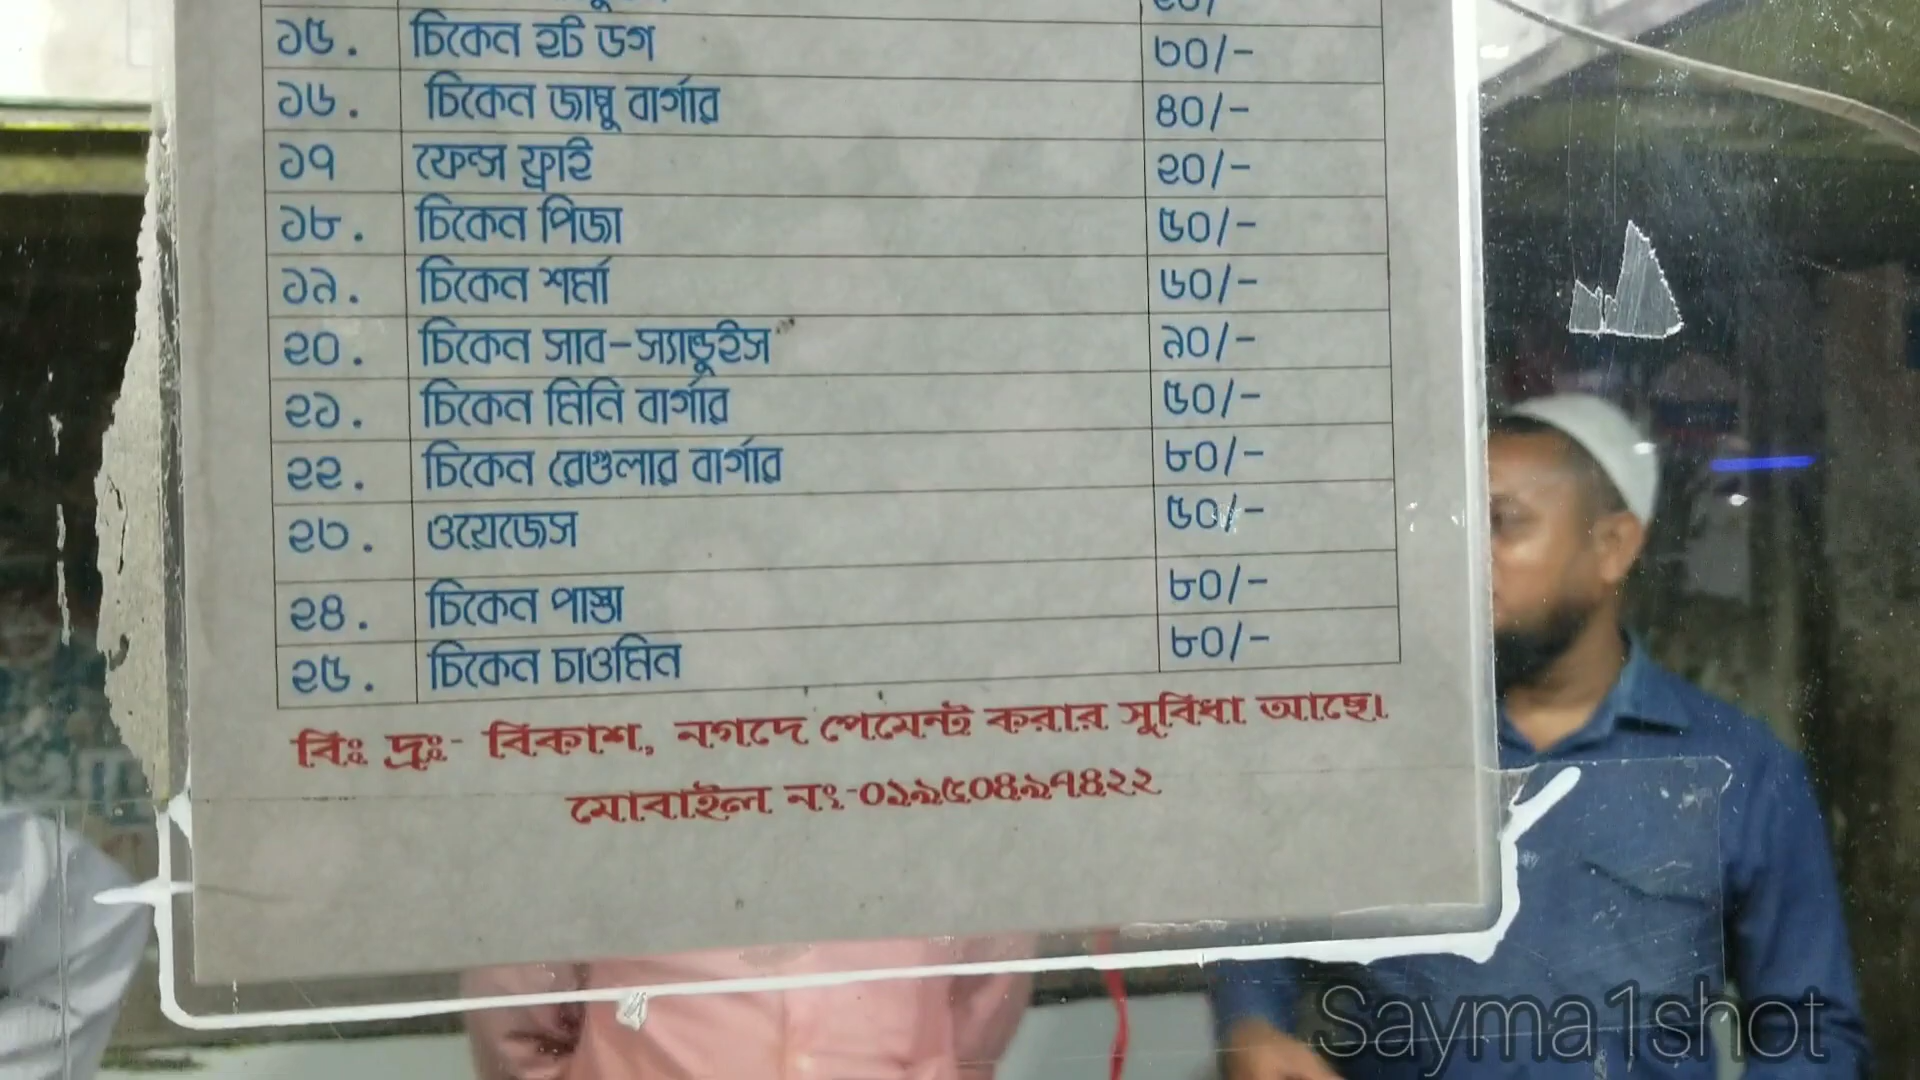 ১৫. চিকেন হট ডগ ৩০/-
১৬. চিকেন জাম্বু বার্গার ৪০/-
১৭ ফেন্স ফ্রাই ২০/-
১৮. চিকেন পিজা ৫০/-
১৯. চিকেন শর্মা ৬০/-
২০. চিকেন সাব-স্যান্ডুইস ৯০/-
২১. চিকেন মিনি বার্গার ৫০/-
২২. চিকেন রেগুলার বার্গার ৮০/-
২৩. ওয়েজেস ৫০/-
২৪. চিকেন পাস্তা ৮০/-
২৫. চিকেন চাওমিন ৮০/-
বিঃ দ্রঃ- বিকাশ, নগদে পেমেন্ট করার সুবিধা আছে।
মোবাইল নং-০১৯৫০৪৯৭৪২২
Sayma1shot